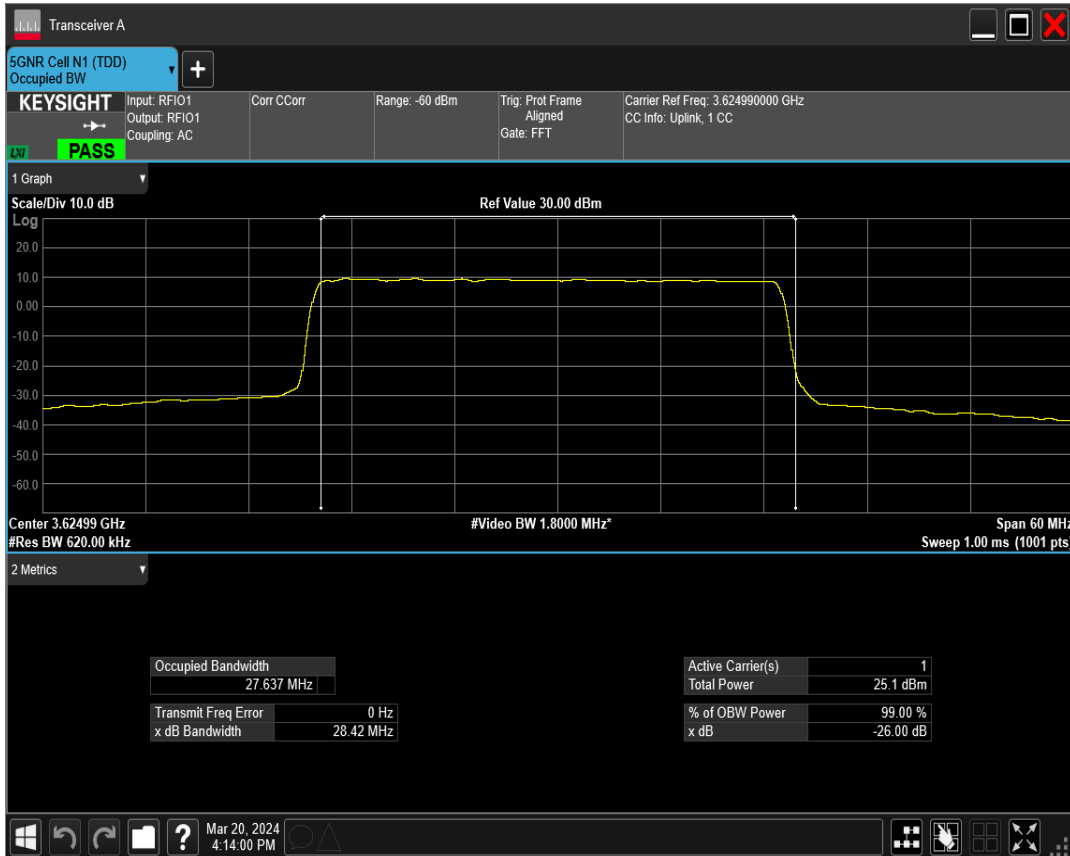 Transceiver A
5GNR Cell N1 (TDD)
Occupied BW
+
KEYSIGHT
LXI
PASS
Input: RFIO1
Output: RFIO1
Coupling: AC
Corr CCorr
Range: -60 dBm
Trig: Prot Frame
Aligned
Gate: FFT
Carrier Ref Freq: 3.624990000 GHz
CC Info: Uplink, 1 CC
1 Graph
Scale/Div 10.0 dB
Ref Value 30.00 dBm
Log
20.0
10.0
0.00
-10.0
-20.0
-30.0
-40.0
-50.0
-60.0
Center 3.62499 GHz
#Video BW 1.8000 MHz*
Span 60 MHz
#Res BW 620.00 kHz
Sweep 1.00 ms (1001 pts)
2 Metrics
Occupied Bandwidth
27.637 MHz
Transmit Freq Error 0 Hz
x dB Bandwidth 28.42 MHz
Active Carrier(s) 1
Total Power 25.1 dBm
% of OBW Power 99.00 %
x dB -26.00 dB
?
Mar 20, 2024
4:14:00 PM